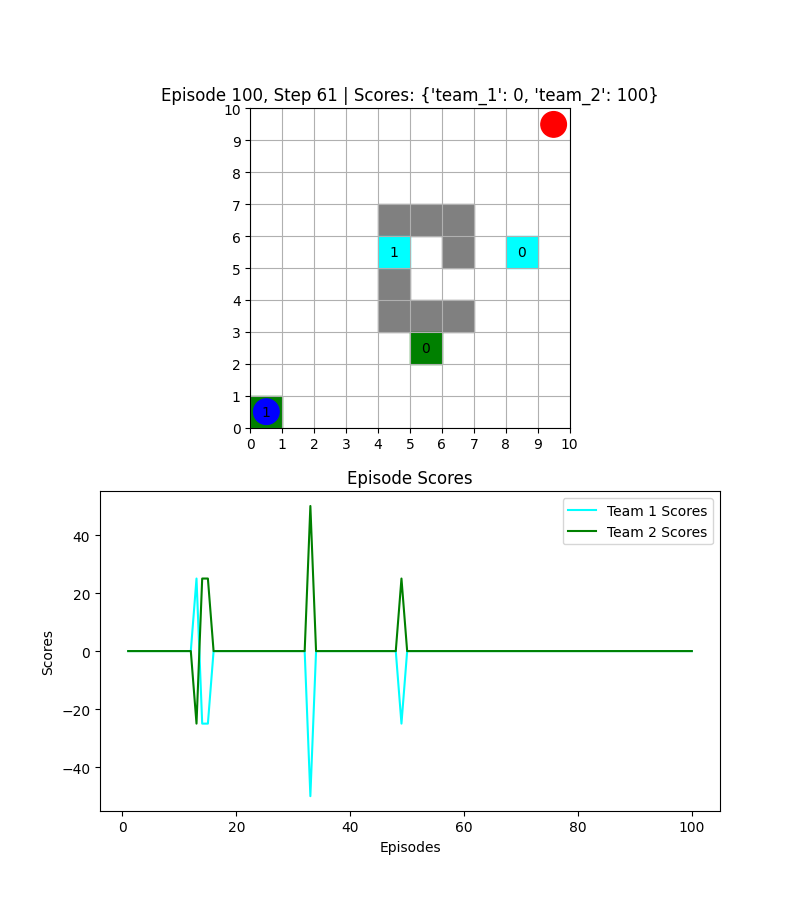 Episode 100, Step 61 | Scores: {'team_1': 0, 'team_2': 100}
10
9
8
7
6
5
4
3
2
1
0
1
0
0
1
0 1 2 3 4 5 6 7 8 9 10
Episode Scores
Team 1 Scores
Team 2 Scores
Scores
40
20
0
−20
−40
0 20 40 60 80 100
Episodes